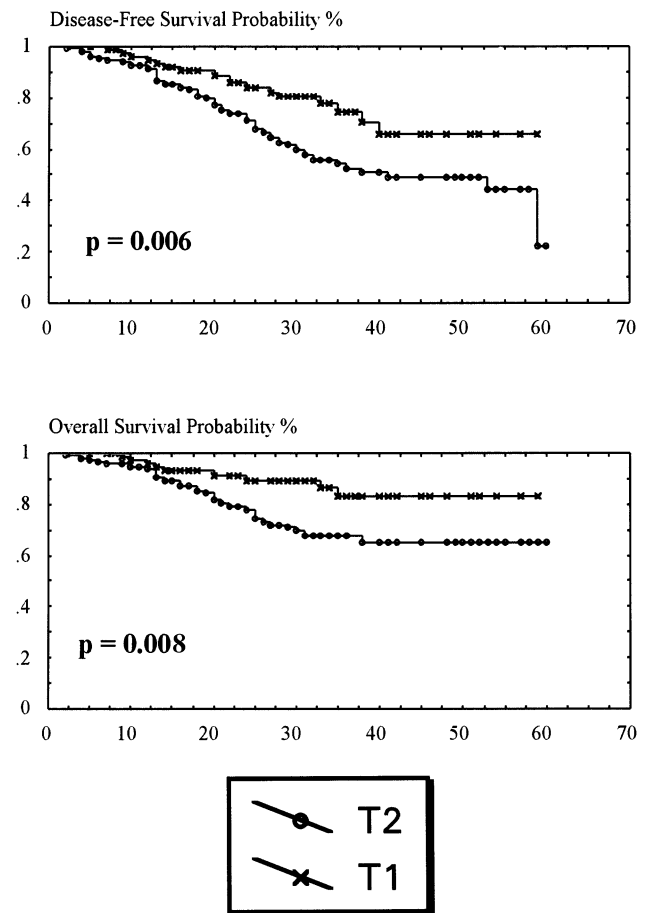 Disease-Free Survival Probability %
1
.8
.6
.4
.2
0
p = 0.006
0 10 20 30 40 50 60 70
Overall Survival Probability %
1
.8
.6
.4
.2
0
p = 0.008
0 10 20 30 40 50 60 70
T2
T1